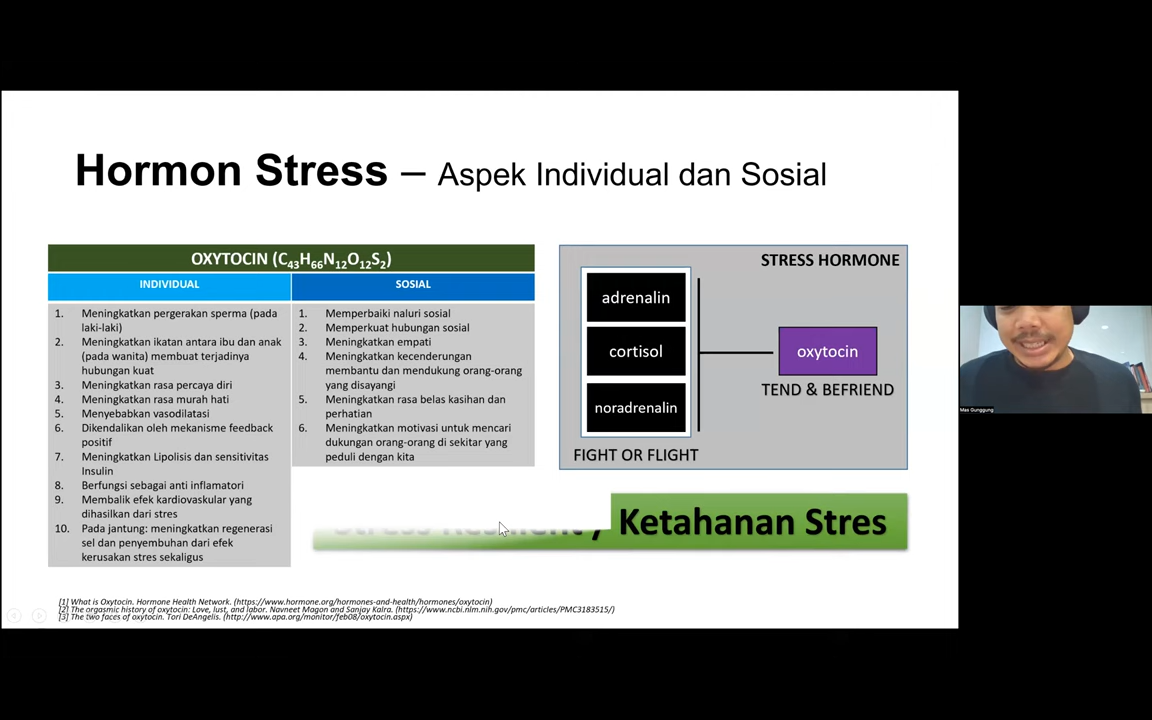 Hormon Stress – Aspek Individual dan Sosial
OXYTOCIN (C43H66N12O12S2)
INDIVIDUAL
1. Meningkatkan pergerakan sperma (pada
laki-laki)
2. Meningkatkan ikatan antara ibu dan anak
(pada wanita) membuat terjadinya
hubungan kuat
3. Meningkatkan rasa percaya diri
4. Meningkatkan rasa murah hati
5. Menyebabkan vasodilatasi
6. Dikendalikan oleh mekanisme feedback
positif
7. Meningkatkan Lipolisis dan sensitivitas
Insulin
8. Berfungsi sebagai anti inflamatori
9. Membalik efek kardiovaskular yang
dihasilkan dari stres
10. Pada jantung: meningkatkan regenerasi
sel dan penyembuhan dari efek
kerusakan stres sekaligus
SOSIAL
1. Memperbaiki naluri sosial
2. Memperkuat hubungan sosial
3. Meningkatkan empati
4. Meningkatkan kecenderungan
membantu dan mendukung orang-orang
yang disayangi
5. Meningkatkan rasa belas kasihan dan
perhatian
6. Meningkatkan motivasi untuk mencari
dukungan orang-orang di sekitar yang
peduli dengan kita
STRESS HORMONE
adrenalin
cortisol
noradrenalin
oxytocin
TEND & BEFRIEND
FIGHT OR FLIGHT
/ Ketahanan Stres
[1] What is Oxytocin. Hormone Health Network. (https://www.hormone.org/hormones-and-health/hormones/oxytocin)
[2] The orgasmic history of oxytocin: Love, lust, and labor. Navneet Magon and Sanjay Kalra. (https://www.ncbi.nlm.nih.gov/pmc/articles/PMC3183515/)
[3] The two faces of oxytocin. Tori DeAngelis. (http://www.apa.org/monitor/feb08/oxytocin.aspx)
Mas Gunggung